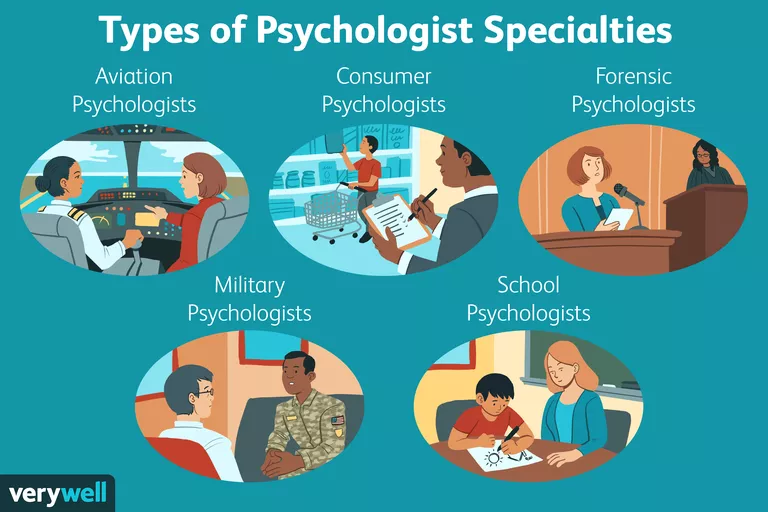 Types of Psychologist Specialties
Aviation
Psychologists
Consumer
Psychologists
Forensic
Psychologists
Military
Psychologists
School
Psychologists
verywell